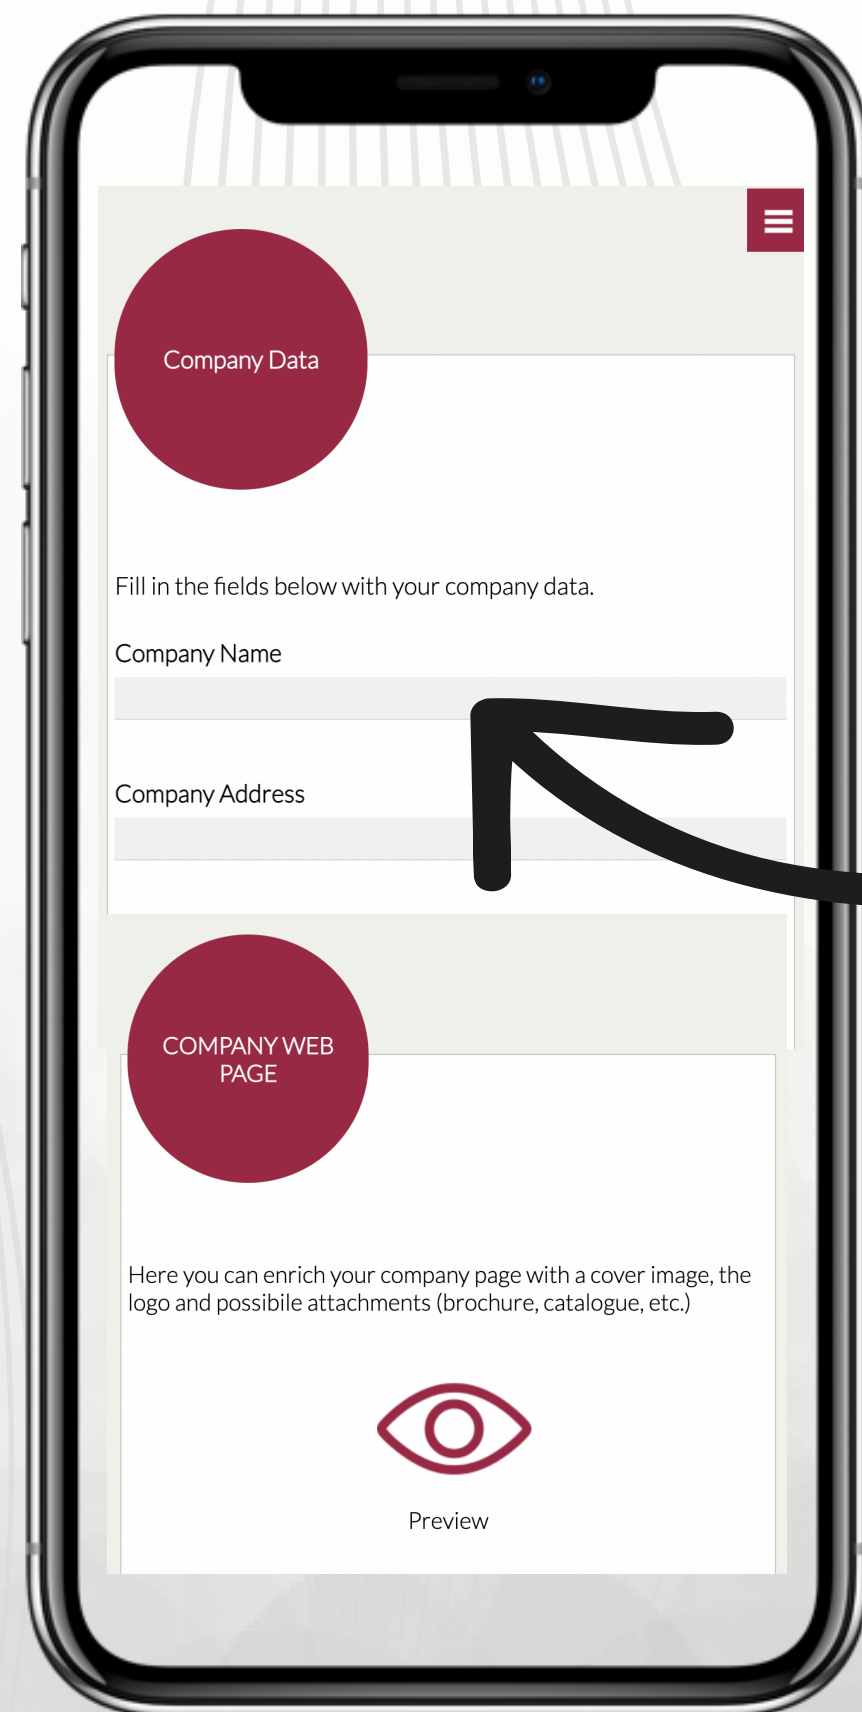 Company Data
Fill in the fields below with your company data.
Company Name
Company Address
COMPANY WEB
PAGE
Here you can enrich your company page with a cover image, the
logo and possibile attachments (brochure, catalogue, etc.)
Preview